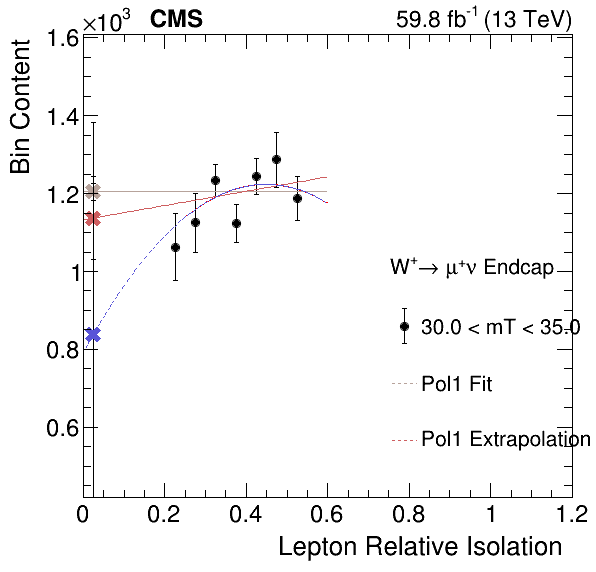 ×10³ CMS 59.8 fb⁻¹ (13 TeV)
Bin Content
1.6
1.4
1.2
1
0.8
0.6
W⁺→ μ⁺ν Endcap
30.0 < mT < 35.0
Pol1 Fit
Pol1 Extrapolation
0 0.2 0.4 0.6 0.8 1 1.2
Lepton Relative Isolation